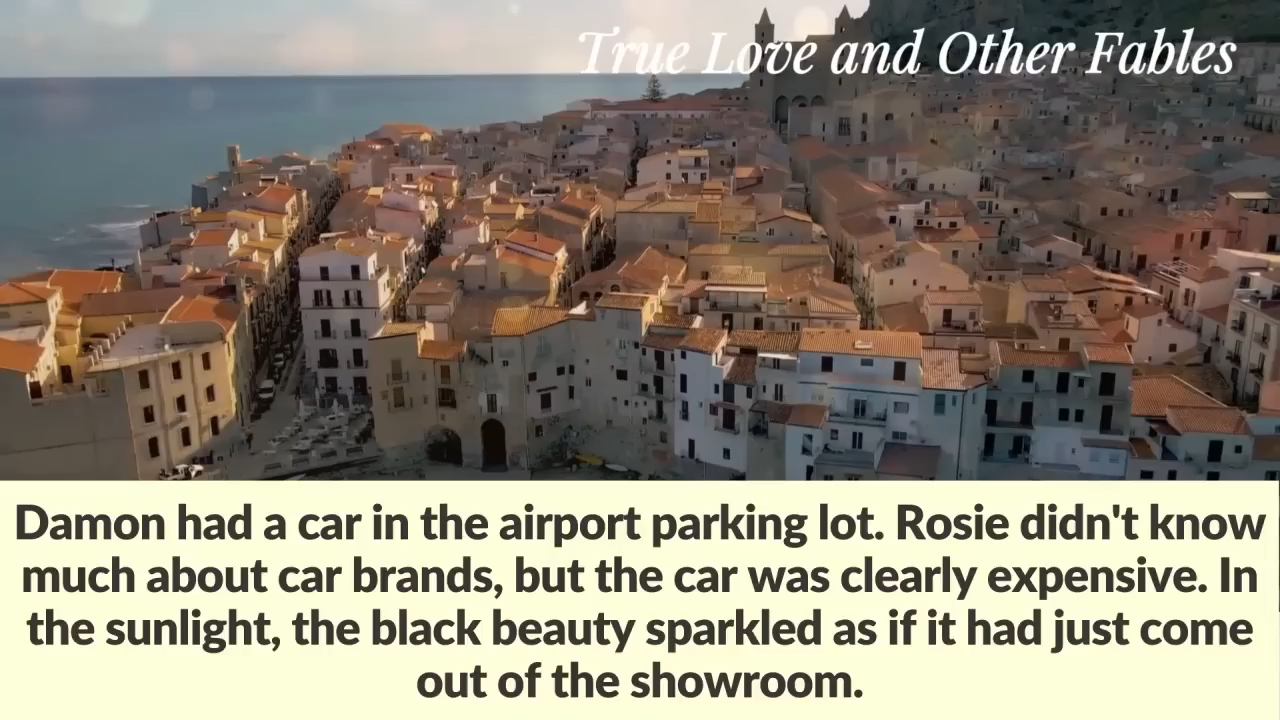 True Love and Other Fables
Damon had a car in the airport parking lot. Rosie didn't know
much about car brands, but the car was clearly expensive. In
the sunlight, the black beauty sparkled as if it had just come
out of the showroom.